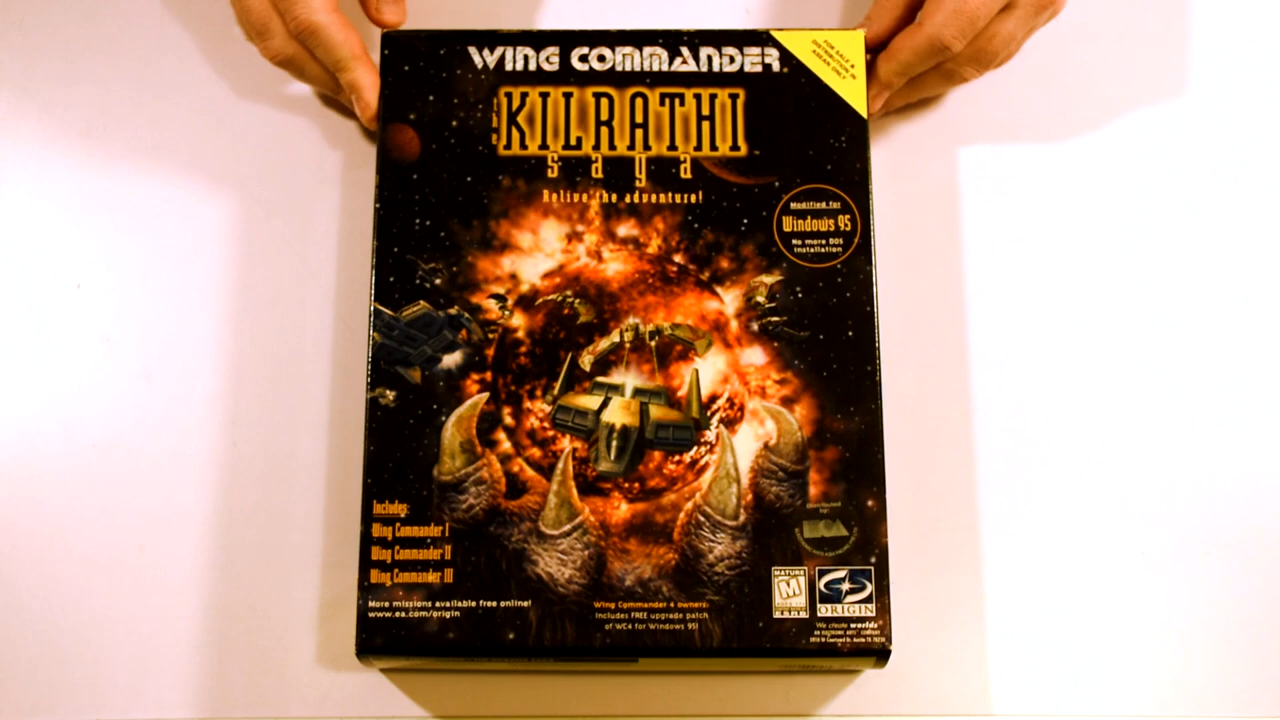 WING COMMANDER
FOR SALE &
DISTRIBUTION IN
ASEAN ONLY
the
KILRATHI
saga
Relive the adventure!
Modified for
Windows 95
No more DOS
installation
Includes:
Wing Commander I
Wing Commander II
Wing Commander III
More missions available free online!
www.ea.com/origin
Wing Commander 4 owners:
Includes FREE upgrade patch
of WC4 for Windows 95!
Distributed
by:
MATURE
M
ESRB
ORIGIN
We create worlds
AN ELECTRONIC ARTS COMPANY